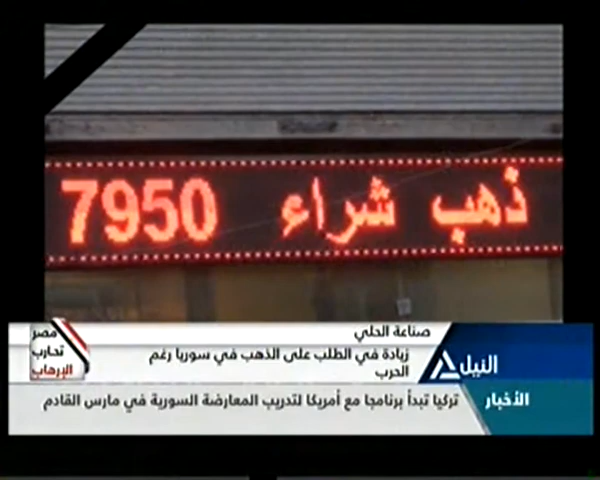 ذهب شراء 7950
صناعة الحلي
زيادة في الطلب على الذهب في سوريا رغم
الحرب
مصر
تحارب
الإرهاب
النيل
الأخبار
تركيا تبدأ برنامجا مع أمريكا لتدريب المعارضة السورية في مارس القادم